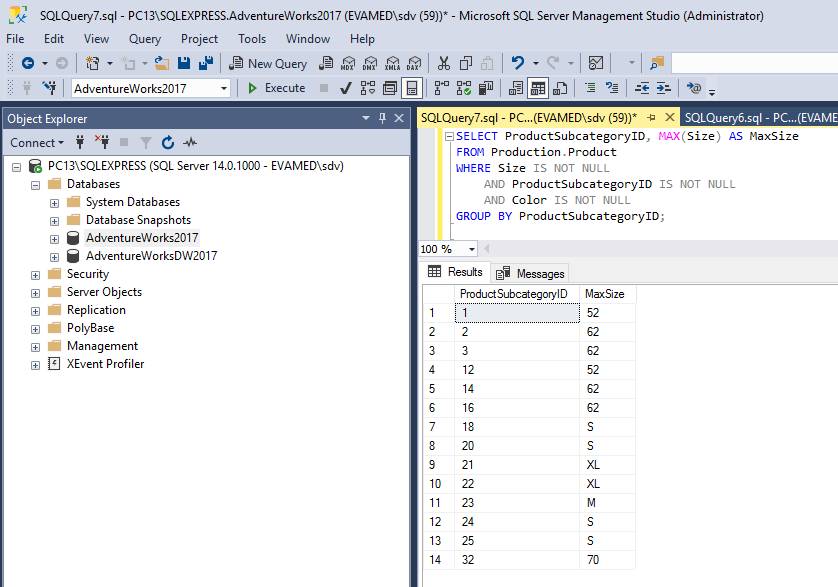 SQLQuery7.sql - PC13\SQLEXPRESS.AdventureWorks2017 (EVAMED\sdv (59))* - Microsoft SQL Server Management Studio (Administrator)
File Edit View Query Project Tools Window Help
New Query MDX DMX XMLA DAX
AdventureWorks2017 Execute
Object Explorer
Connect
PC13\SQLEXPRESS (SQL Server 14.0.1000 - EVAMED\sdv)
Databases
System Databases
Database Snapshots
AdventureWorks2017
AdventureWorksDW2017
Security
Server Objects
Replication
PolyBase
Management
XEvent Profiler
SQLQuery7.sql - PC...(EVAMED\sdv (59))* SQLQuery6.sql - PC...(EVAME
SELECT ProductSubcategoryID, MAX(Size) AS MaxSize
FROM Production.Product
WHERE Size IS NOT NULL
AND ProductSubcategoryID IS NOT NULL
AND Color IS NOT NULL
GROUP BY ProductSubcategoryID;
100 %
Results Messages
ProductSubcategoryID MaxSize
1 1 52
2 2 62
3 3 62
4 12 52
5 14 62
6 16 62
7 18 S
8 20 S
9 21 XL
10 22 XL
11 23 M
12 24 S
13 25 S
14 32 70